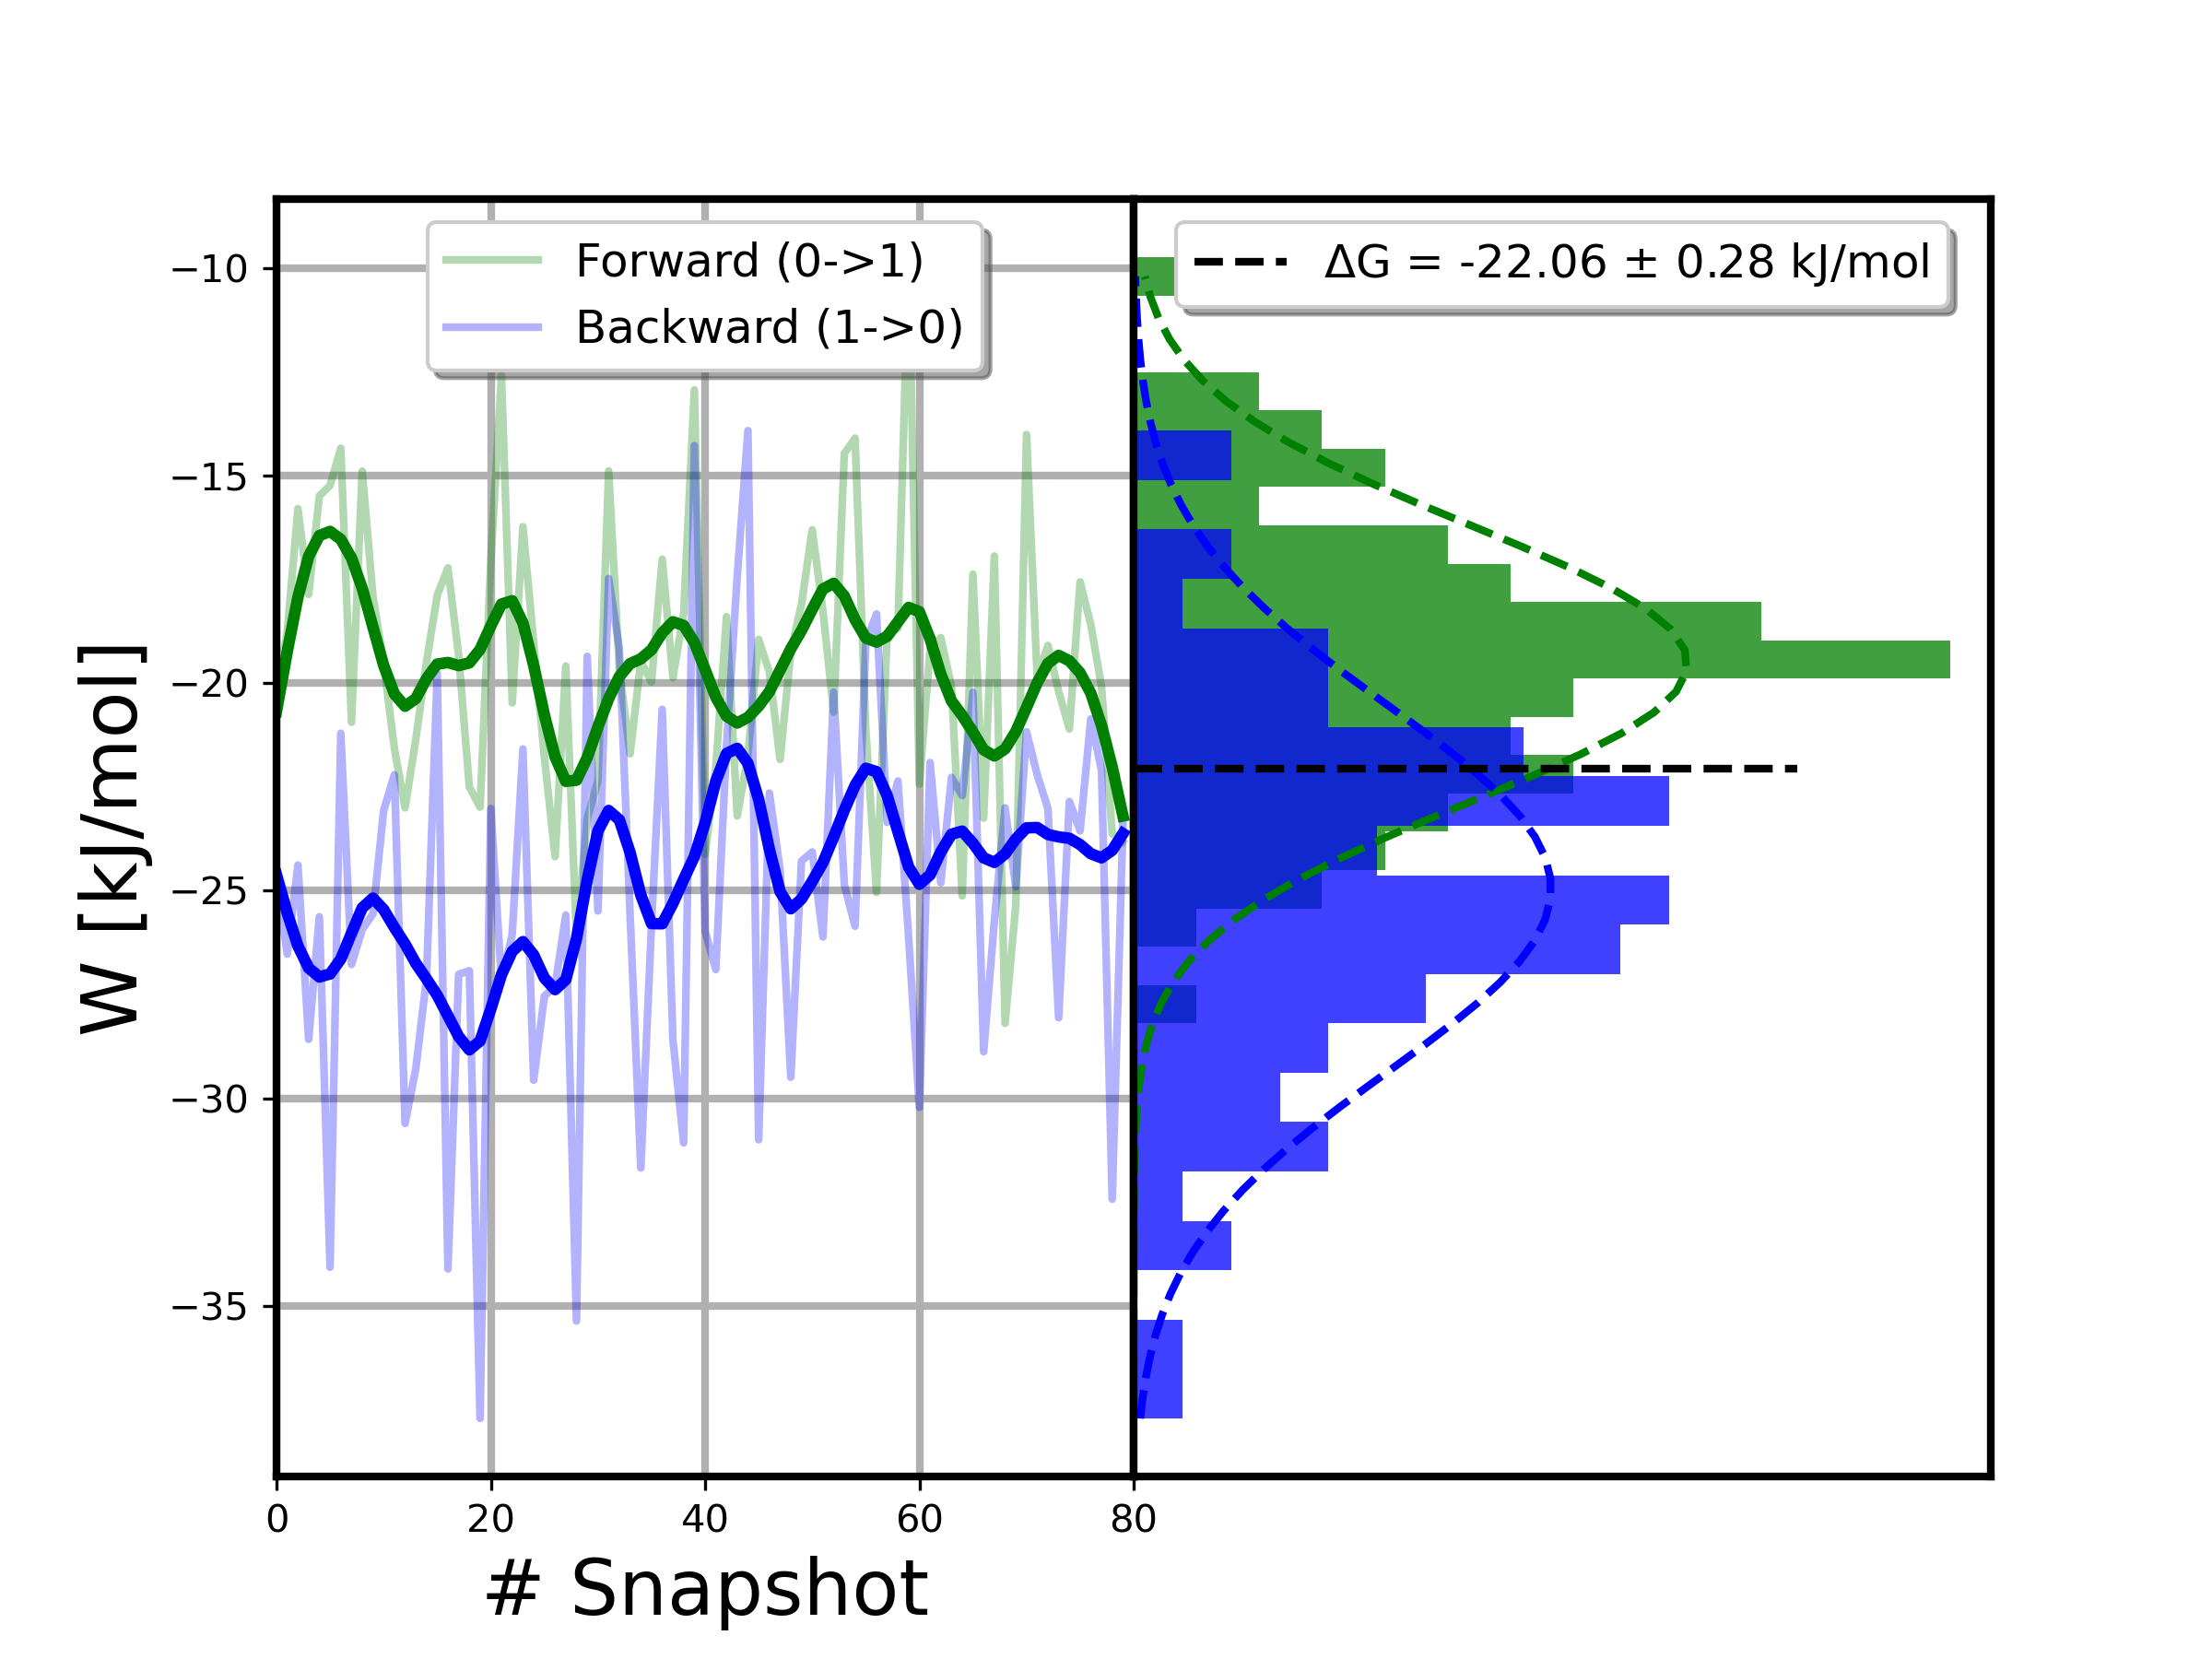 Forward (0->1)
Backward (1->0)
ΔG = -22.06 ± 0.28 kJ/mol
W [kJ/mol]
−10
−15
−20
−25
−30
−35
0 20 40 60 80
# Snapshot